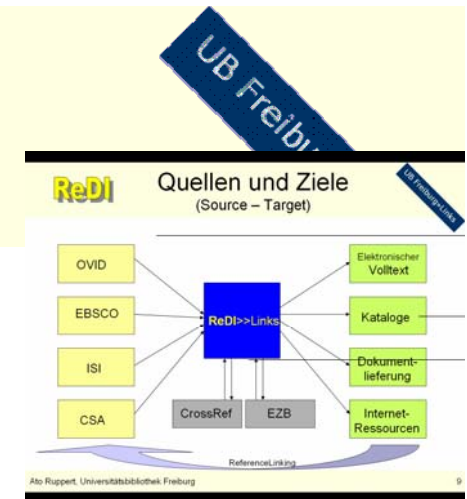 UB Freibu
ReDI
Quellen und Ziele
(Source – Target)
UB Freiburg+Links
OVID
EBSCO
ISI
CSA
ReDI>>Links
CrossRef
EZB
Elektronischer
Volltext
Kataloge
Dokument-
lieferung
Internet-
Ressourcen
ReferenceLinking
Ato Ruppert, Universitätsbibliothek Freiburg
9